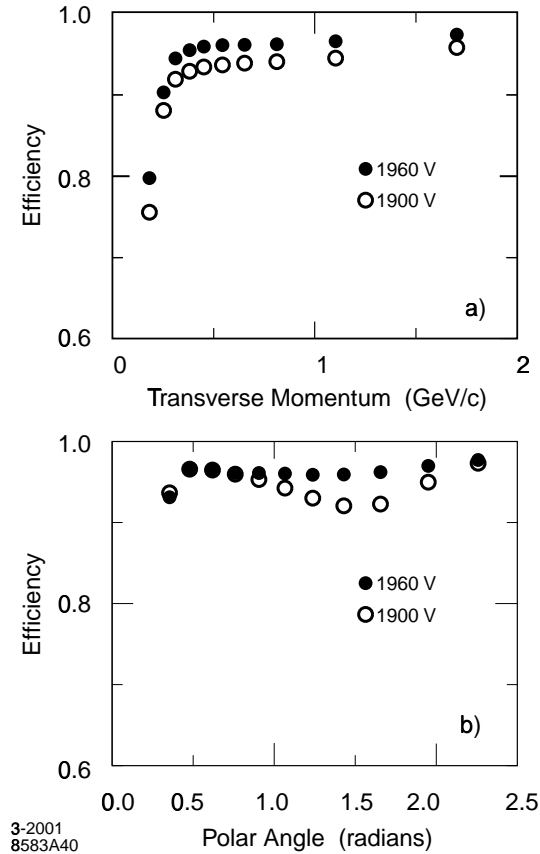 1.0
a)
0.8
1960 V
1900 V
Efficiency
a)
0.6
0
1
2
Transverse Momentum (GeV/c)
1.0
Efficiency
0.8
1960 V
1900 V
b)
0.6
0.0
0.5
1.0
1.5
2.0
2.5
Polar Angle (radians)
3-2001
8583A40